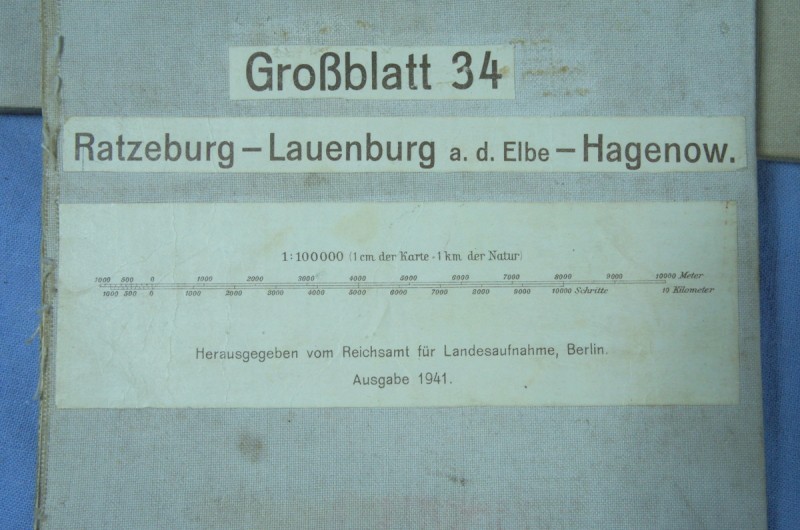 Großblatt 34
Ratzeburg – Lauenburg a. d. Elbe – Hagenow.
1:100000 (1 cm. der Karte - 1 km. der Natur)
1000 500 0 1000 2000 3000 4000 5000 6000 7000 8000 9000 10000 Meter
1000 500 0 1000 2000 3000 4000 5000 6000 7000 8000 9000 10000 Schritte 10 Kilometer
Herausgegeben vom Reichsamt für Landesaufnahme, Berlin.
Ausgabe 1941.